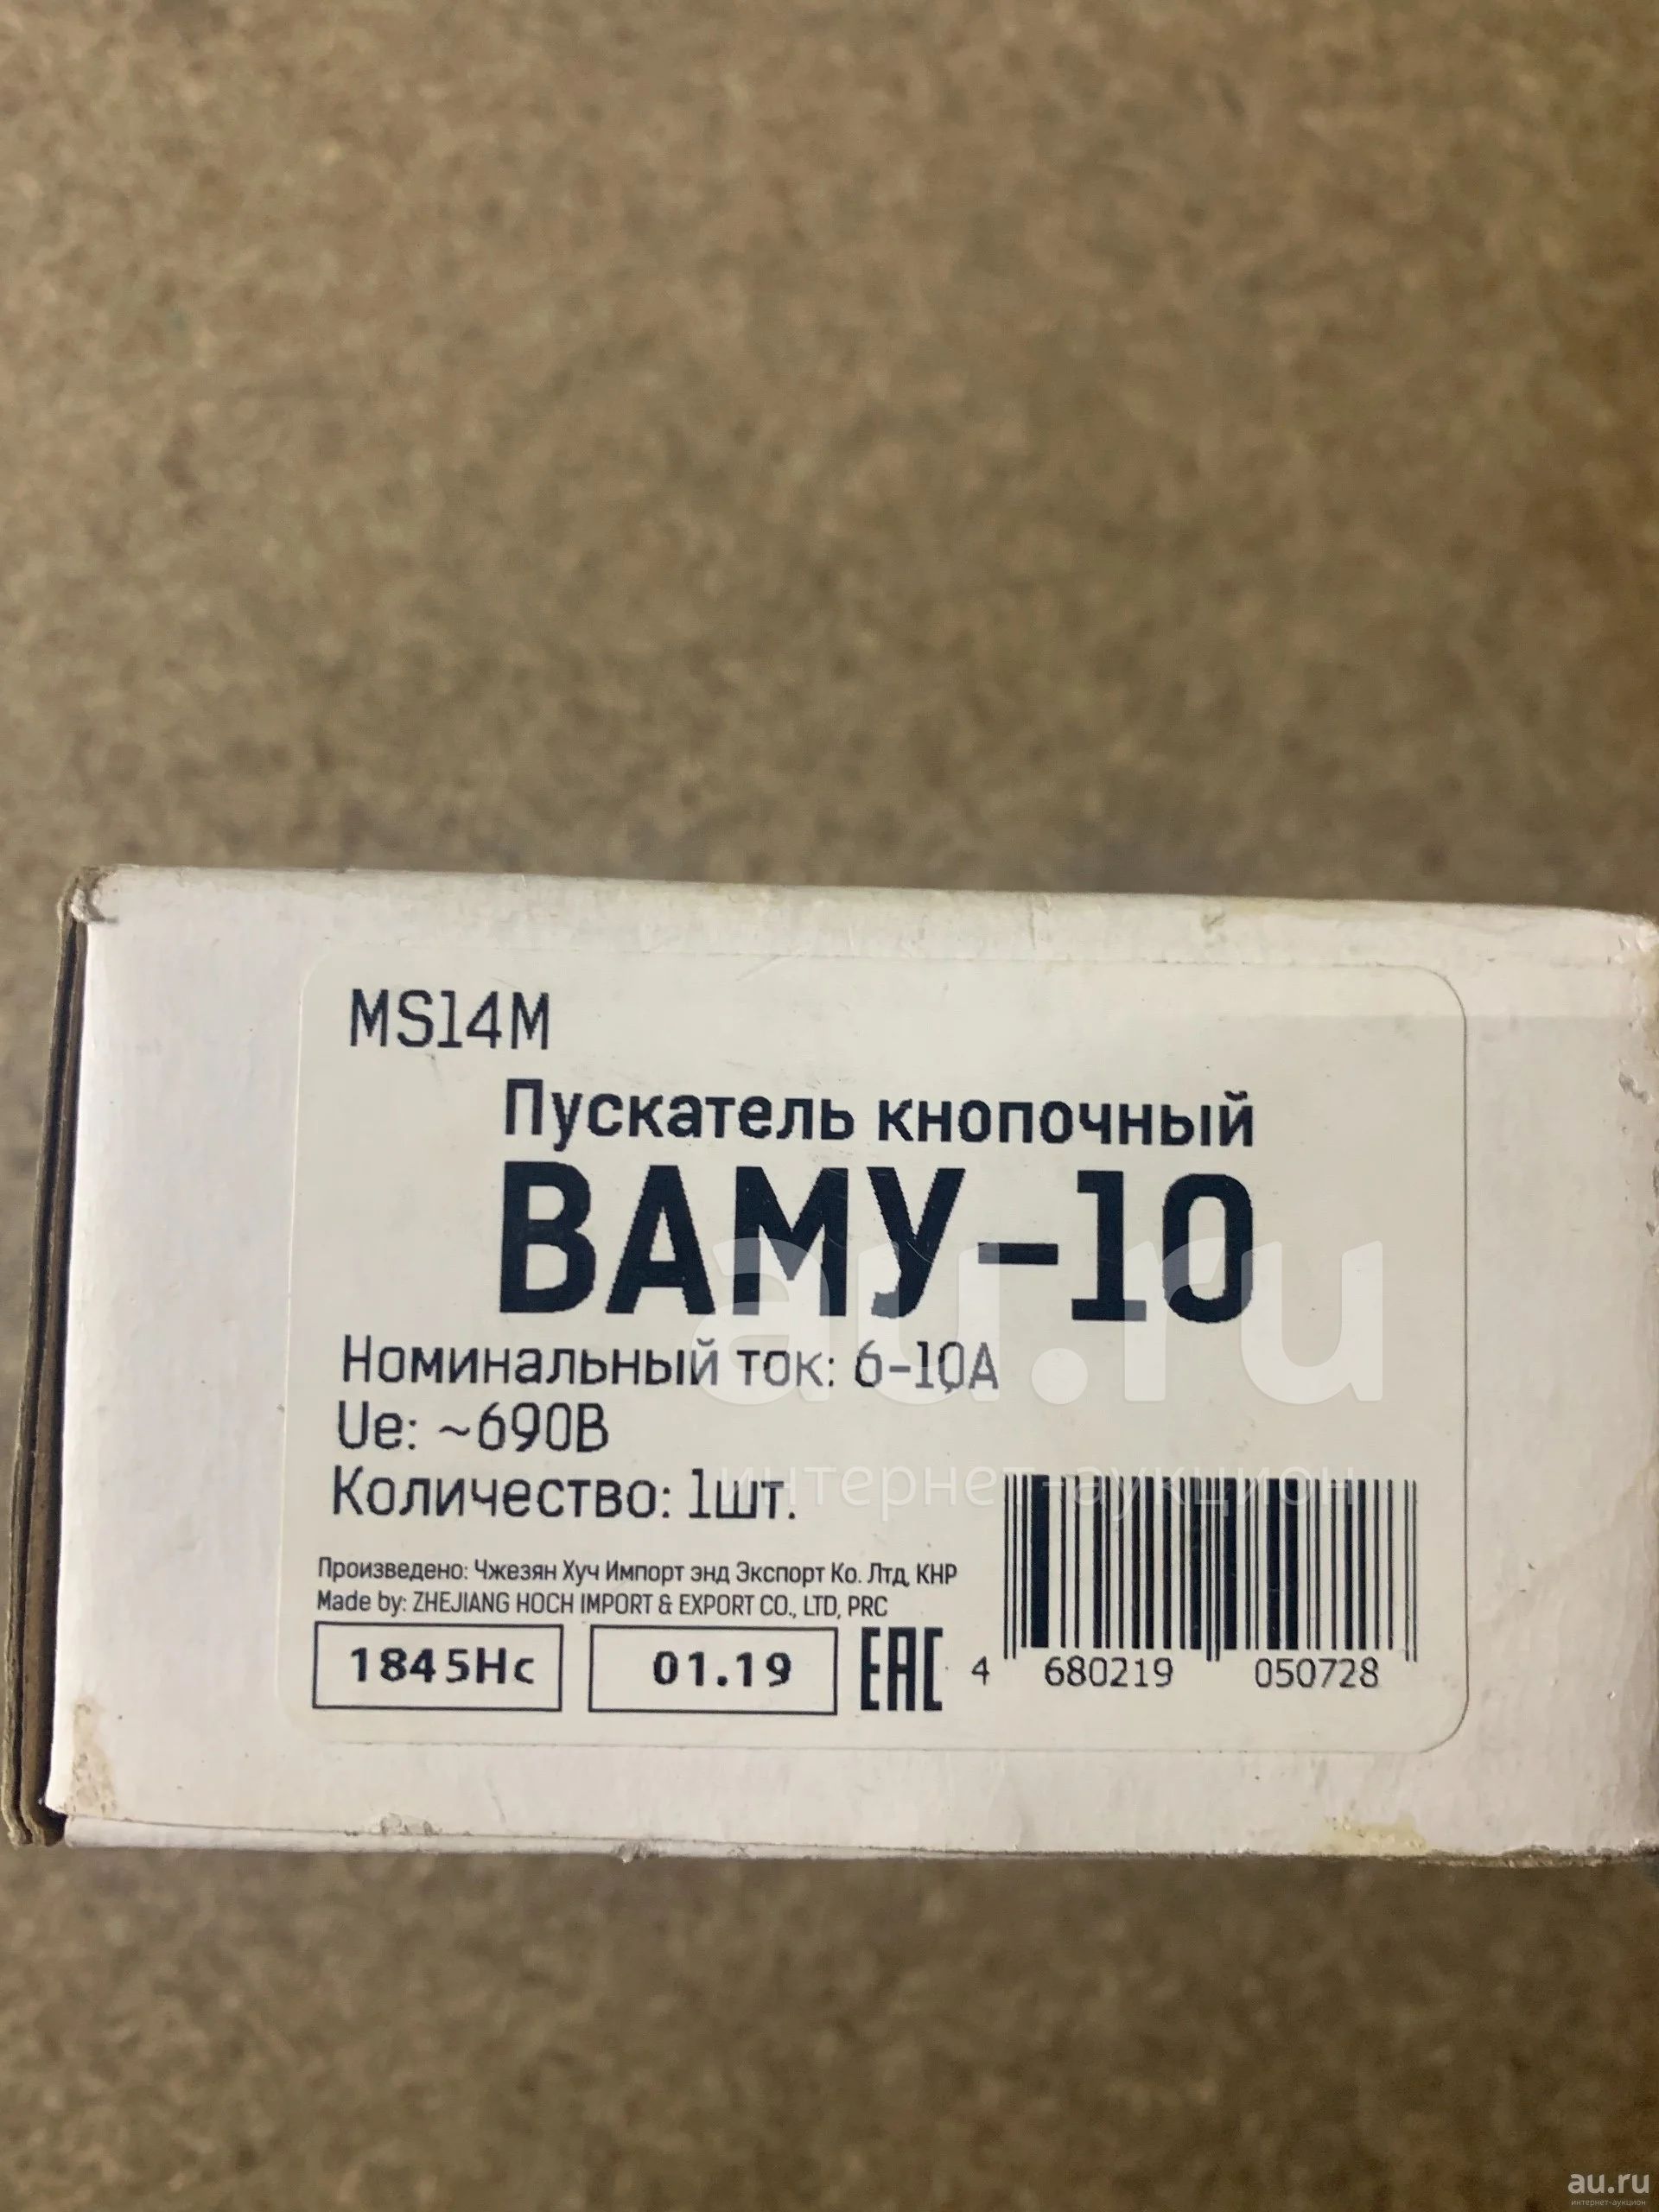 MS14M
Пускатель кнопочный
ВАМУ-10
Номинальный ток: 6-10А
Ue: ~690В
Количество: 1шт.
Произведено: Чжезян Хуч Импорт энд Экспорт Ко. Лтд, КНР
Made by: ZHEJIANG HOCH IMPORT & EXPORT CO., LTD, PRC
1845Нс
01.19
EAC
4 680219 050728
au.ru
интернет-аукцион
au.ru
интернет-аукцион